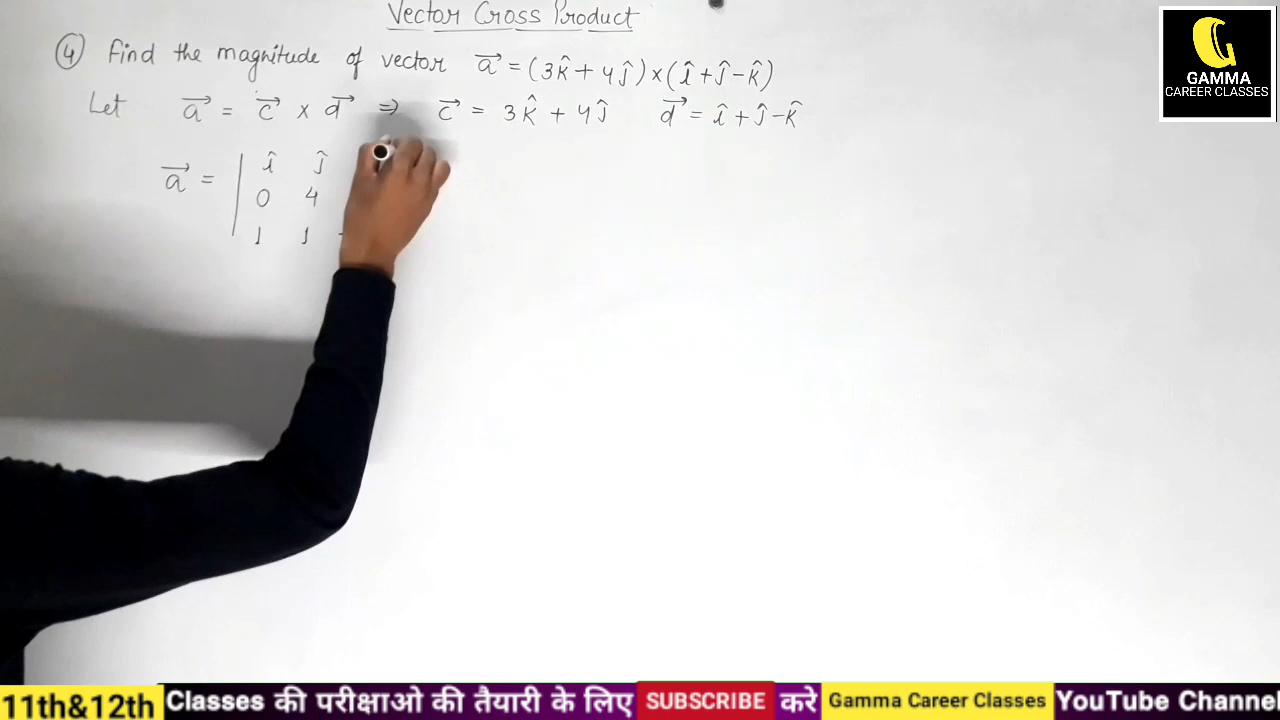 Vector Cross Product
④ Find the magnitude of vector a⃗ = (3k̂ + 4ĵ) × (î + ĵ - k̂)
Let a⃗ = c⃗ × d⃗ ⇒ c⃗ = 3k̂ + 4ĵ d⃗ = î + ĵ - k̂
a⃗ = | î ĵ
0 4
1 1 -
GAMMA
CAREER CLASSES
11th&12th Classes की परीक्षाओ की तैयारी के लिए SUBSCRIBE करे Gamma Career Classes YouTube Channel